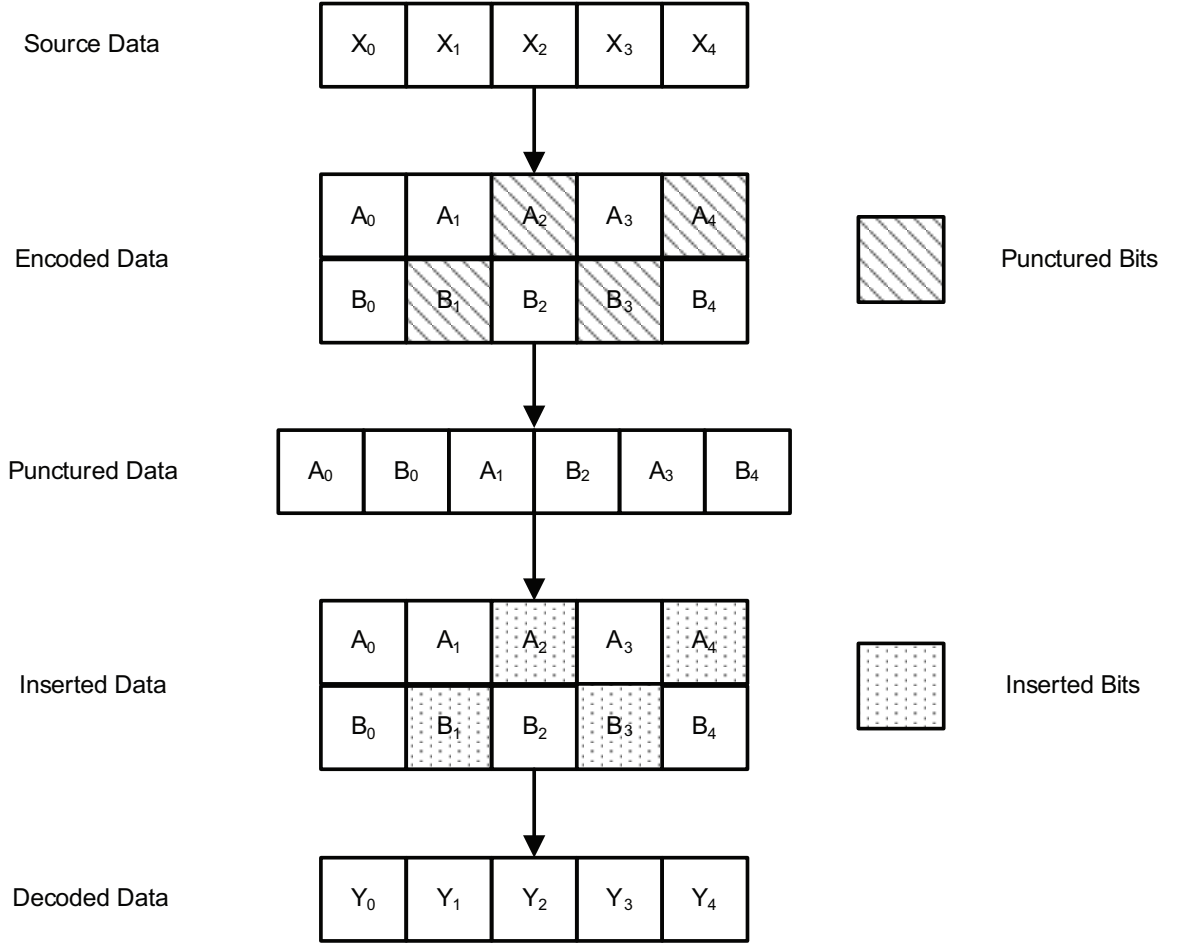 Source Data
X₀ X₁ X₂ X₃ X₄
A₀ A₁ A₂ A₃ A₄
Encoded Data
Punctured Bits
B₀ B₁ B₂ B₃ B₄
Punctured Data
A₀ B₀ A₁ B₂ A₃ B₄
A₀ A₁ A₂ A₃ A₄
Inserted Data
Inserted Bits
B₀ B₁ B₂ B₃ B₄
Decoded Data
Y₀ Y₁ Y₂ Y₃ Y₄